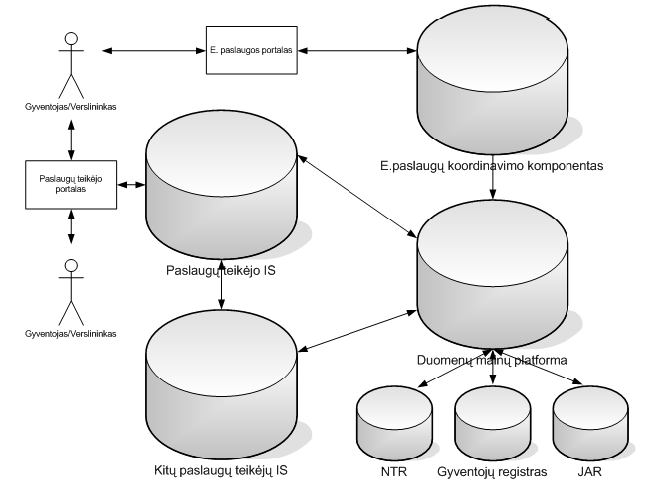 E. paslaugos portalas
Gyventojas/Verslininkas
E.paslaugų koordinavimo komponentas
Paslaugų teikėjo
portalas
Paslaugų teikėjo IS
Gyventojas/Verslininkas
Duomenų mainų platforma
Kitų paslaugų teikėjų IS
NTR
Gyventojų registras
JAR